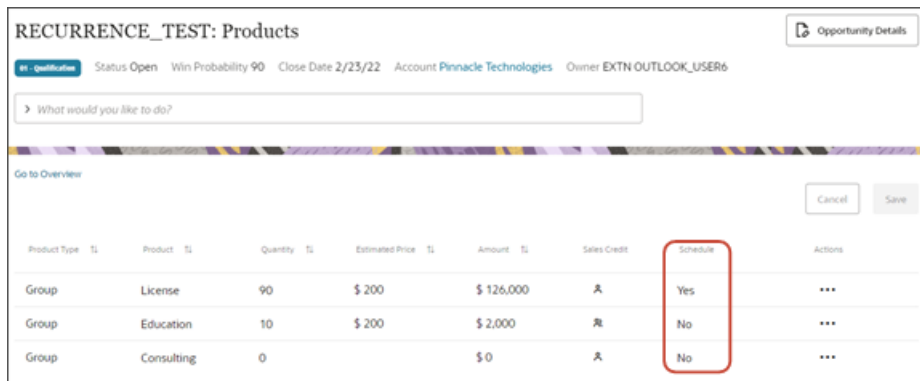 RECURRENCE_TEST: Products
Opportunity Details
01 - Qualification Status Open Win Probability 90 Close Date 2/23/22 Account Pinnacle Technologies Owner EXTN OUTLOOK_USER6
What would you like to do?
Go to Overview
Cancel Save
Product Type Product Quantity Estimated Price Amount Sales Credit Schedule Actions
Group License 90 $ 200 $ 126,000 Yes
Group Education 10 $ 200 $ 2,000 No
Group Consulting 0 $ 0 No